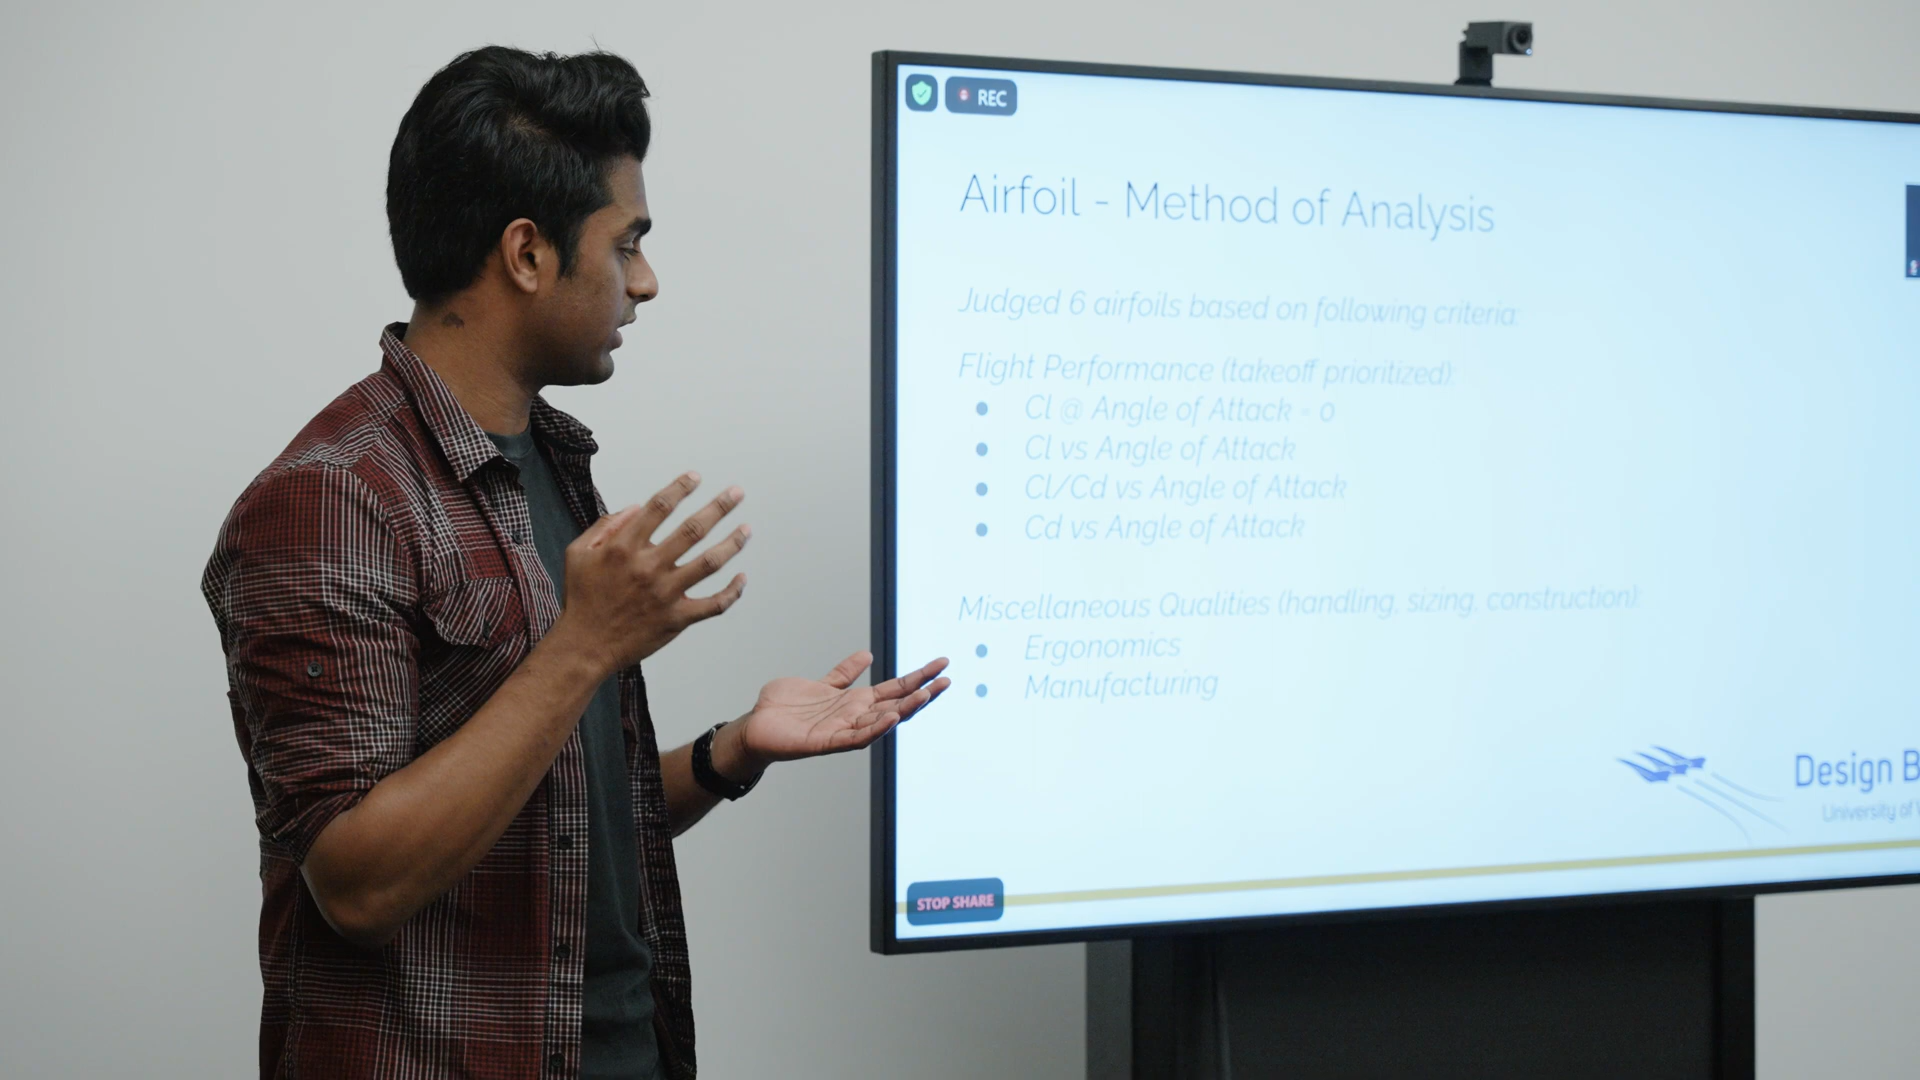 REC
Airfoil - Method of Analysis
Judged 6 airfoils based on following criteria:
Flight Performance (takeoff prioritized):
● Cl @ Angle of Attack = 0
● Cl vs Angle of Attack
● Cl/Cd vs Angle of Attack
● Cd vs Angle of Attack
Miscellaneous Qualities (handling, sizing, construction):
● Ergonomics
● Manufacturing
Design B
University of
STOP SHARE